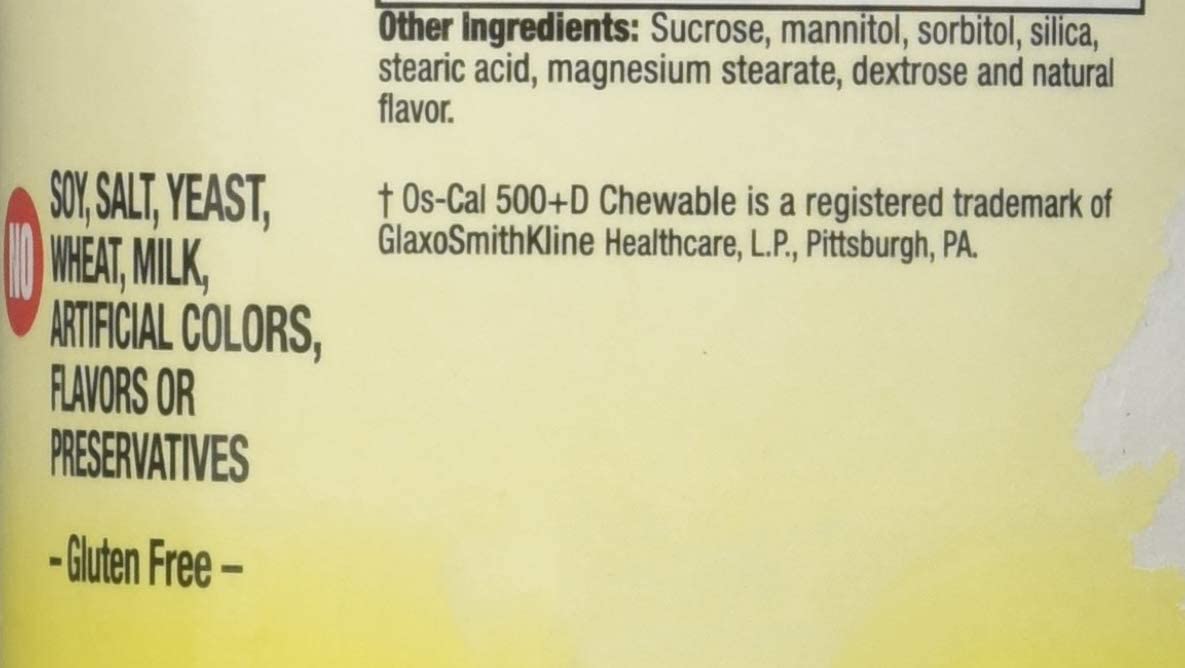 Other Ingredients: Sucrose, mannitol, sorbitol, silica,
stearic acid, magnesium stearate, dextrose and natural
flavor.
† Os-Cal 500+D Chewable is a registered trademark of
GlaxoSmithKline Healthcare, L.P., Pittsburgh, PA.
NO
SOY, SALT, YEAST,
WHEAT, MILK,
ARTIFICIAL COLORS,
FLAVORS OR
PRESERVATIVES
- Gluten Free –